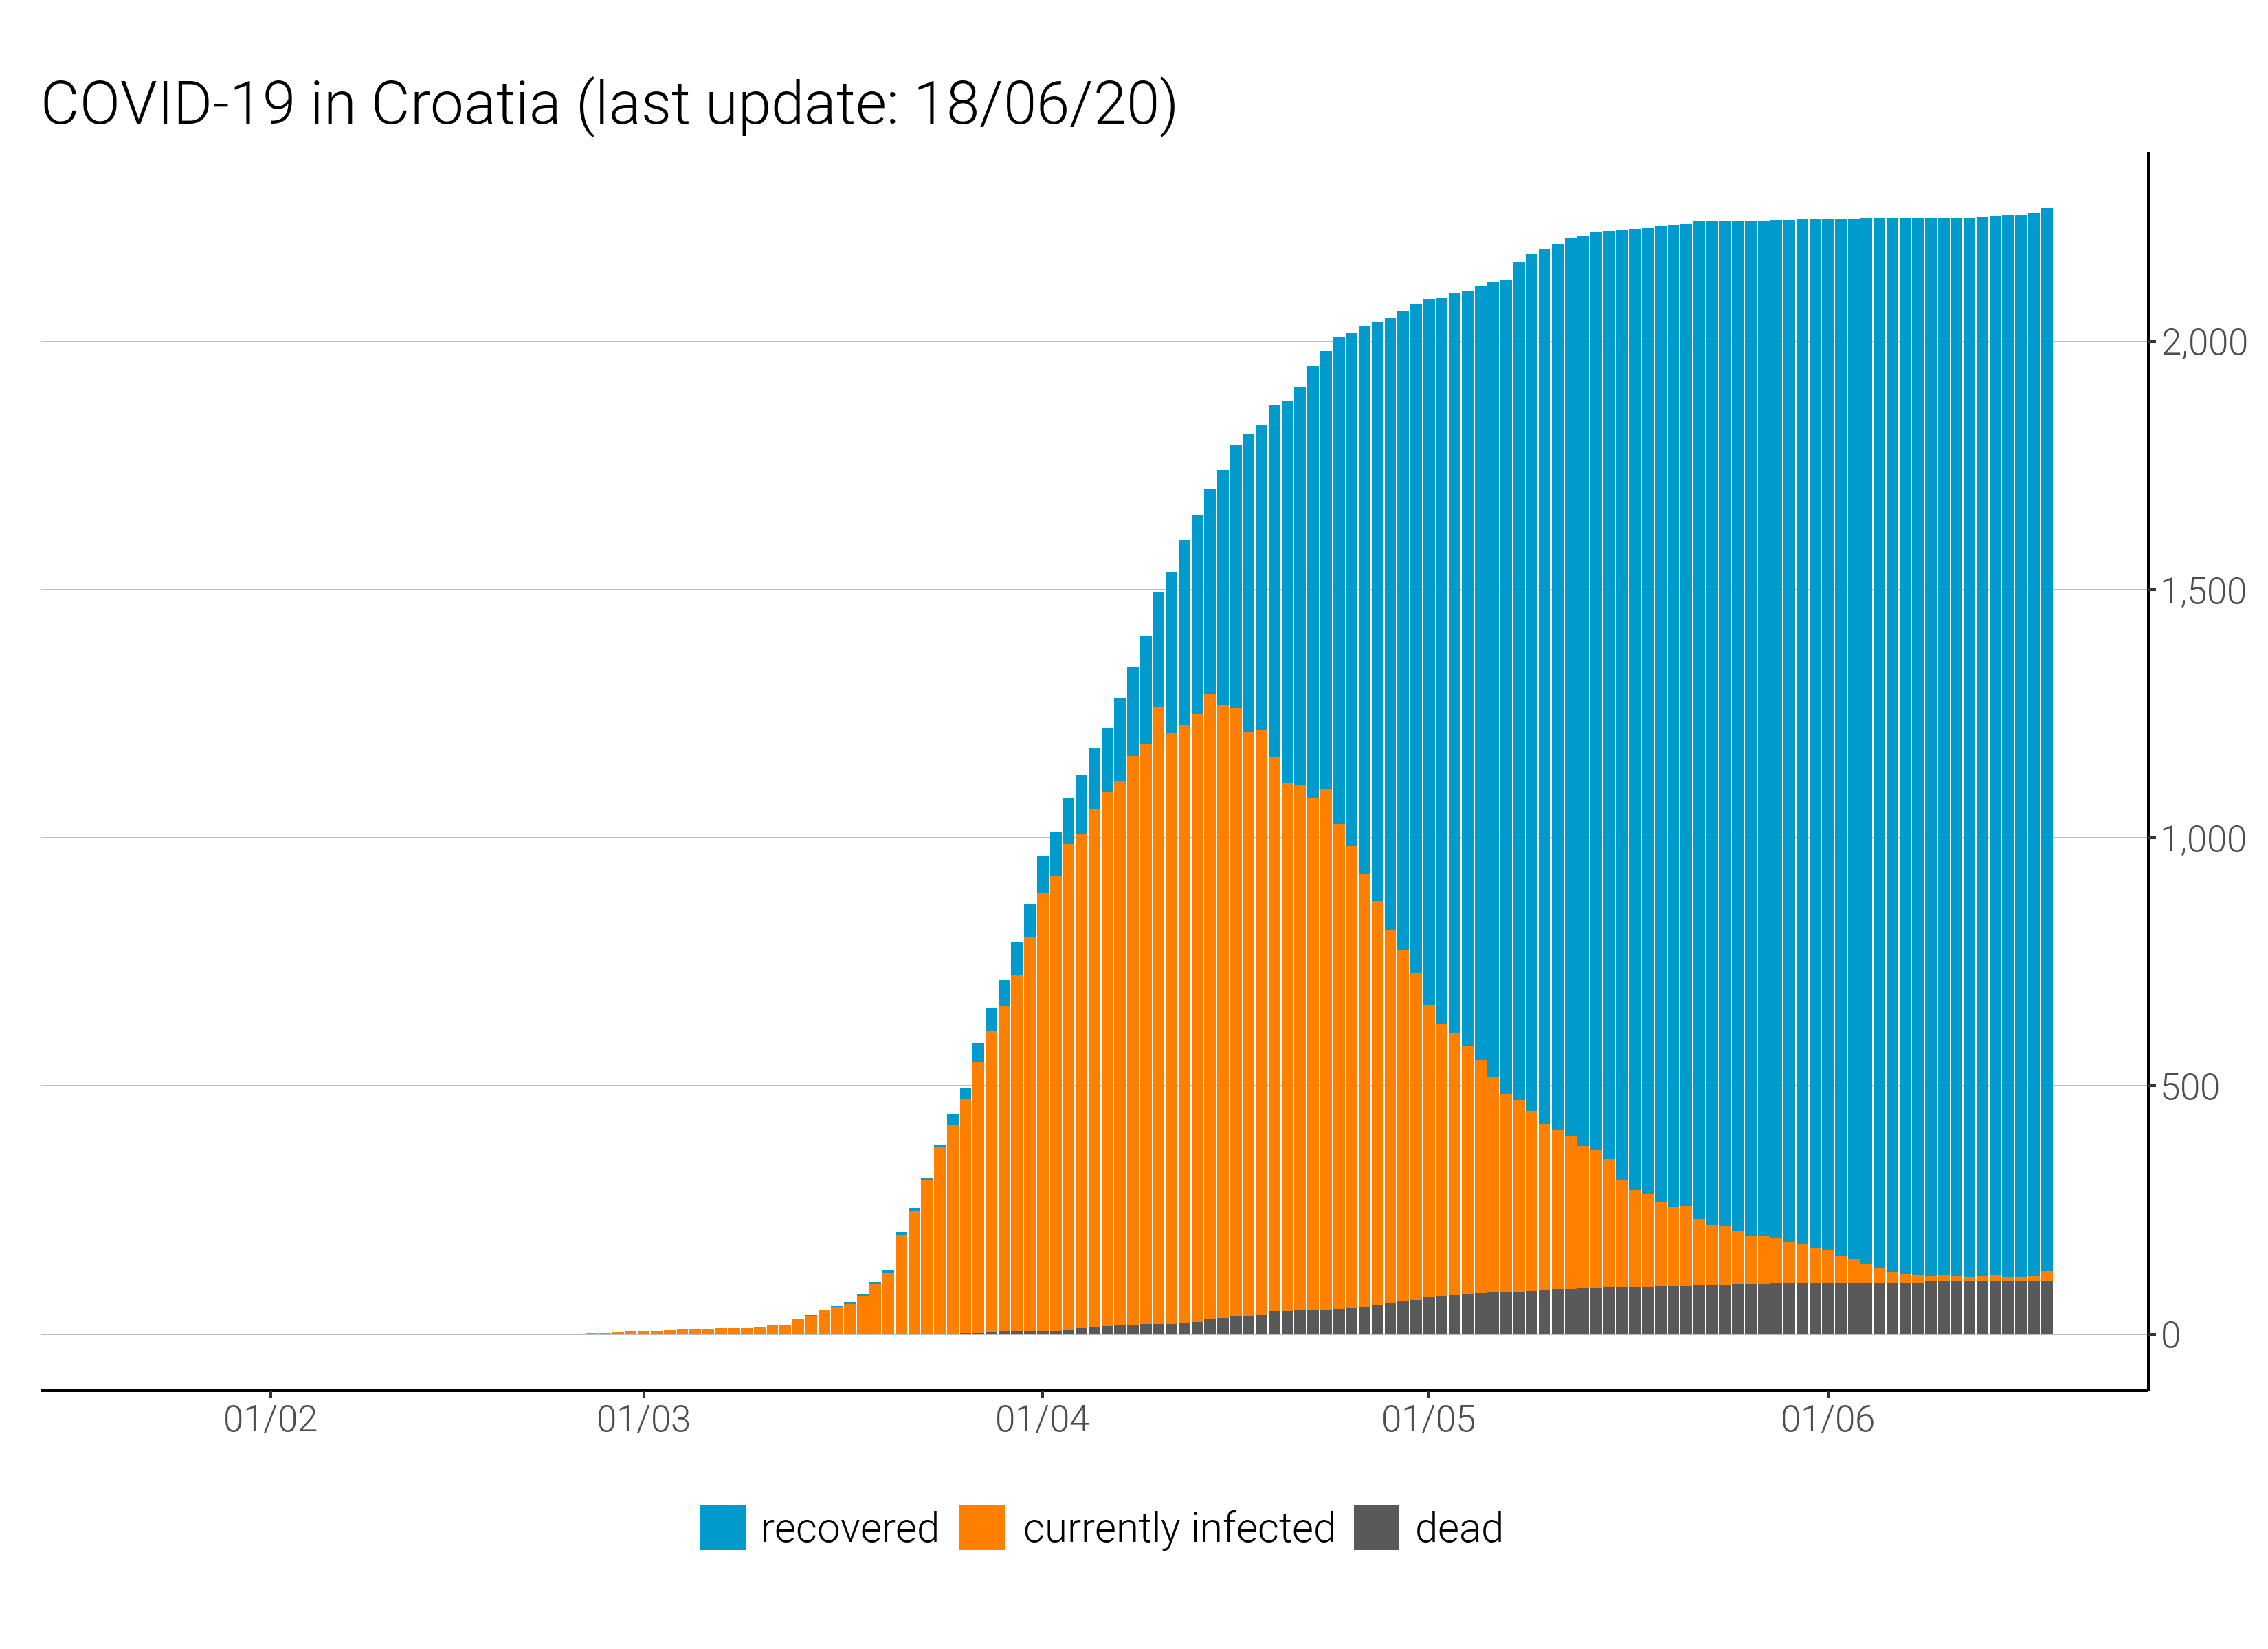 COVID-19 in Croatia (last update: 18/06/20)
2,000
1,500
1,000
500
0
01/02 01/03 01/04 01/05 01/06
recovered currently infected dead